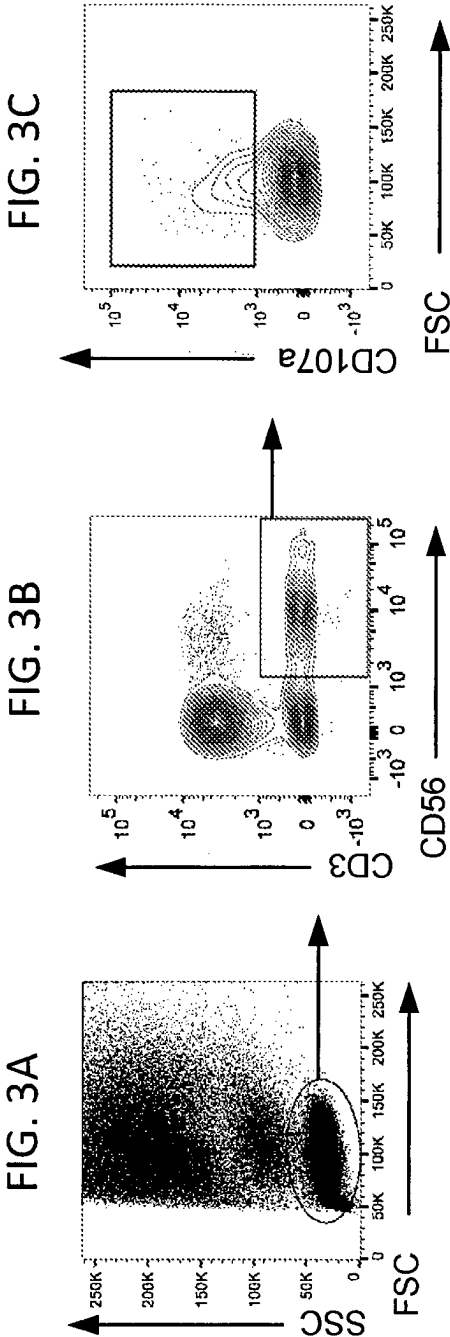 FIG. 3A
250K
200K
150K
100K
50K
0
SSC
0
50K
100K
150K
200K
250K
FSC
FIG. 3B
10^5
10^4
10^3
0
-10^3
CD3
-10^3
0
10^3
10^4
10^5
CD56
FIG. 3C
10^5
10^4
10^3
0
-10^3
CD107a
0
50K
100K
150K
200K
250K
FSC